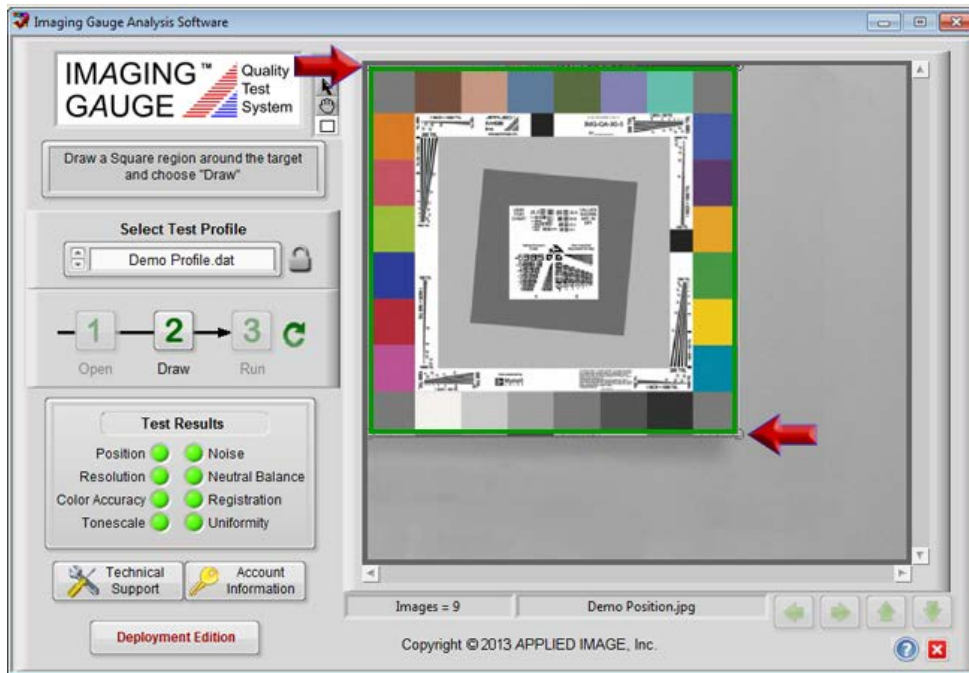 Imaging Gauge Analysis Software
IMAGING™
GAUGE
Quality
Test
System
Draw a Square region around the target
and choose "Draw"
Select Test Profile
Demo Profile.dat
1
2
3
Open
Draw
Run
Test Results
Position
Noise
Resolution
Neutral Balance
Color Accuracy
Registration
Tonescale
Uniformity
Technical
Support
Account
Information
Deployment Edition
Images = 9
Demo Position.jpg
Copyright © 2013 APPLIED IMAGE, Inc.
?